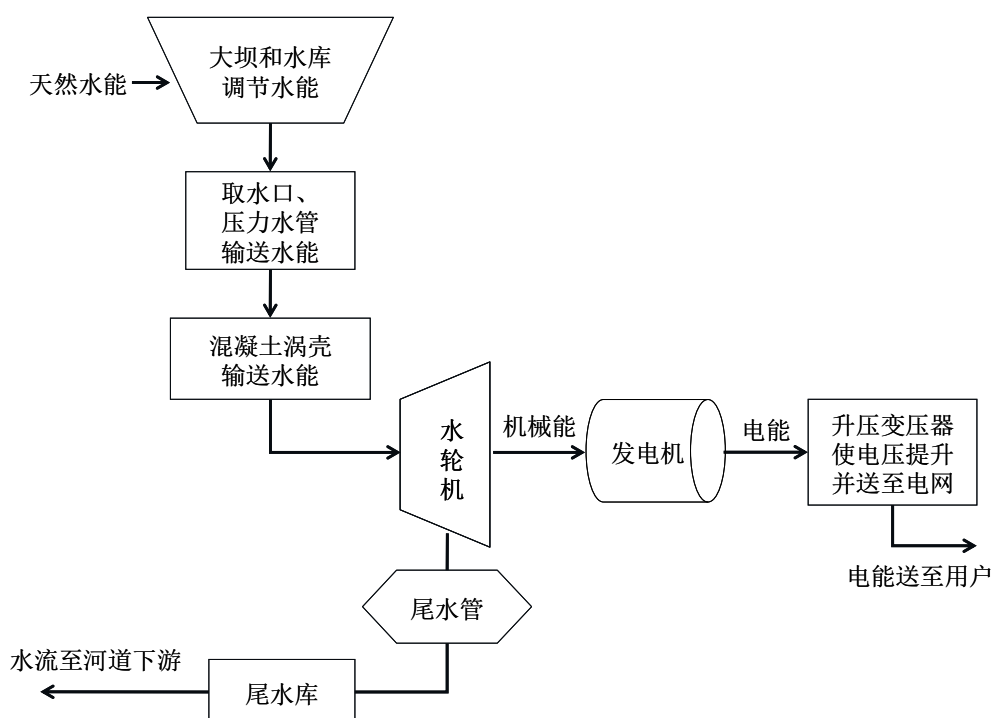 大坝和水库
调节水能
天然水能
取水口、
压力水管
输送水能
混凝土涡壳
输送水能
水轮机
机械能
发电机
电能
升压变压器
使电压提升
并送至电网
电能送至用户
尾水管
尾水库
水流至河道下游